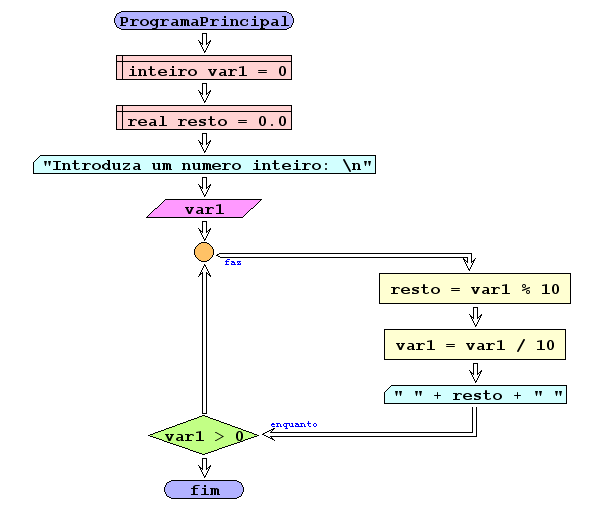 ProgramaPrincipal
inteiro var1 = 0
real resto = 0.0
"Introduza um numero inteiro: \n"
var1
faz
resto = var1 % 10
var1 = var1 / 10
" " + resto + " "
enquanto
var1 > 0
fim